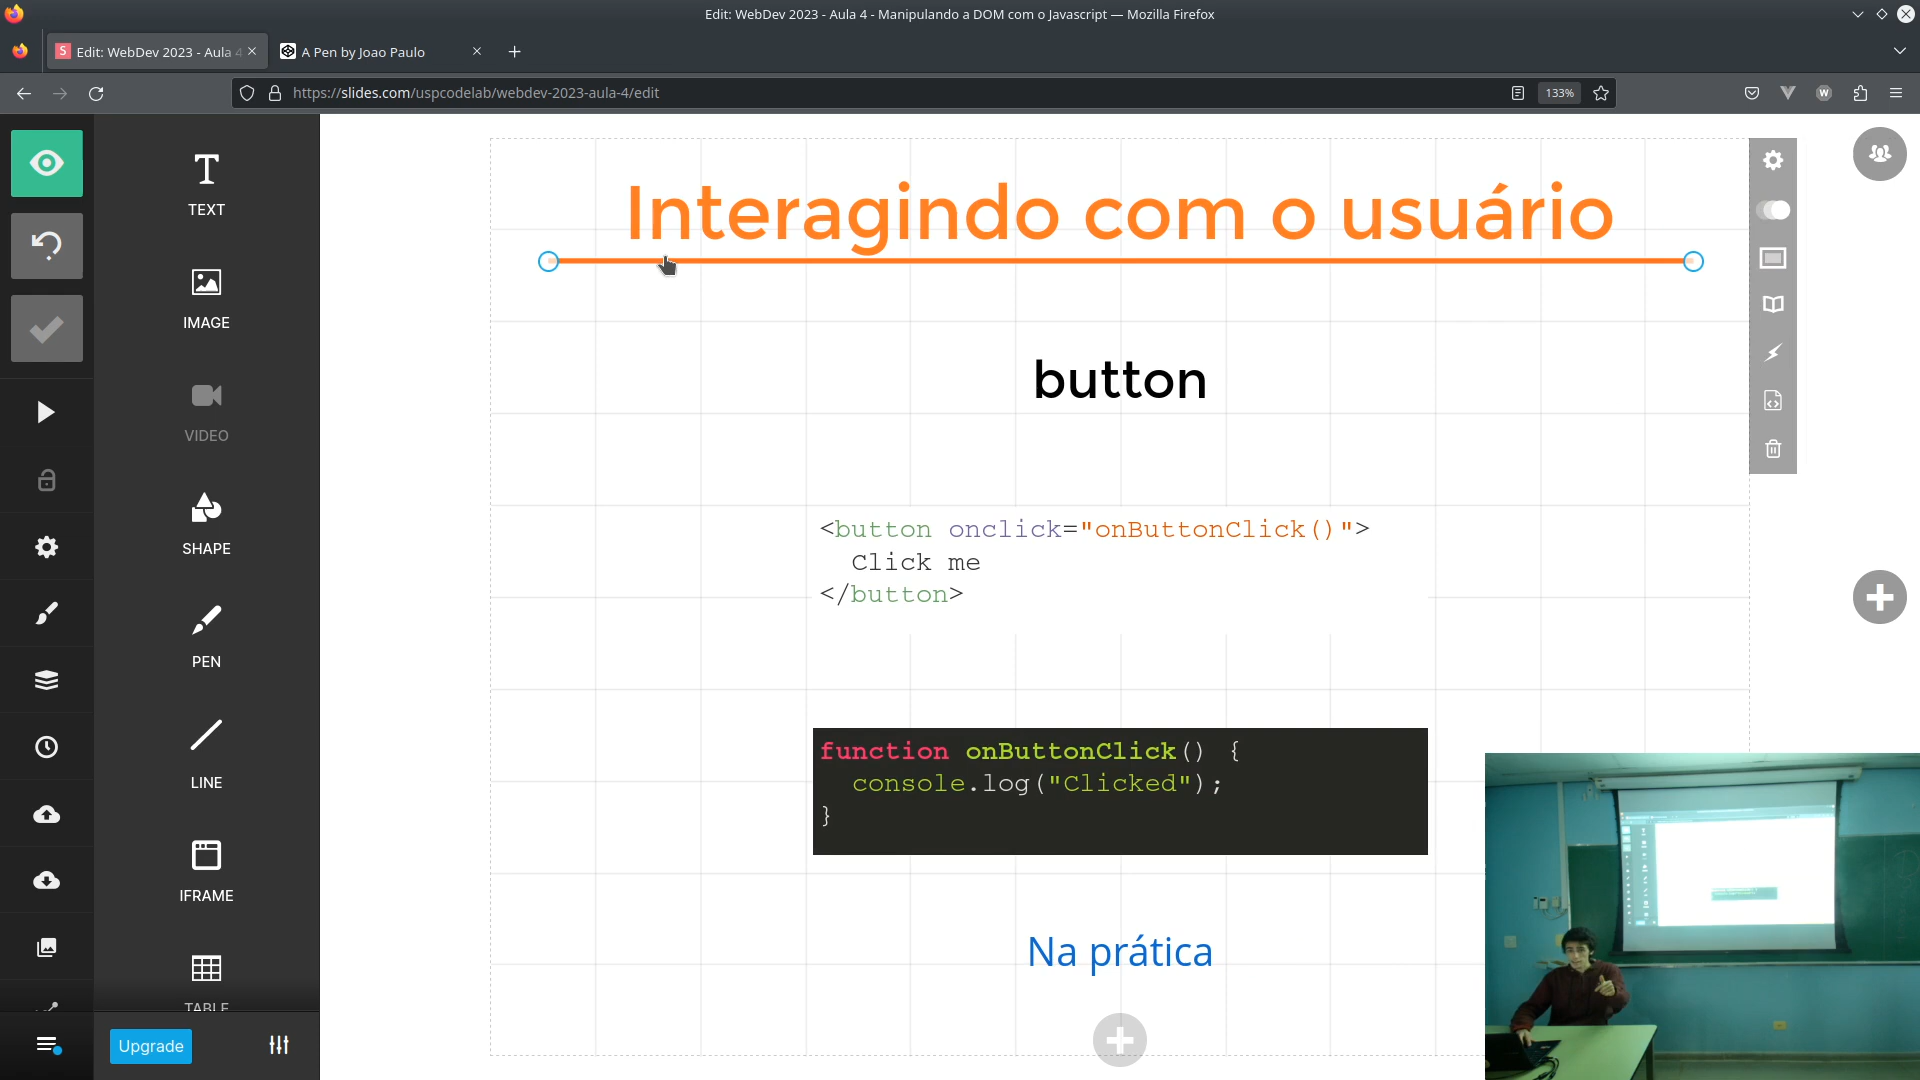 Edit: WebDev 2023 - Aula 4 - Manipulando a DOM com o Javascript — Mozilla Firefox
S Edit: WebDev 2023 - Aula 4
A Pen by Joao Paulo
https://slides.com/uspcodelab/webdev-2023-aula-4/edit
133%
W
TEXT
IMAGE
VIDEO
SHAPE
PEN
LINE
IFRAME
TABLE
Upgrade
Interagindo com o usuário
button
<button onclick="onButtonClick()">
  Click me
</button>
function onButtonClick() {
  console.log("Clicked");
}
Na prática